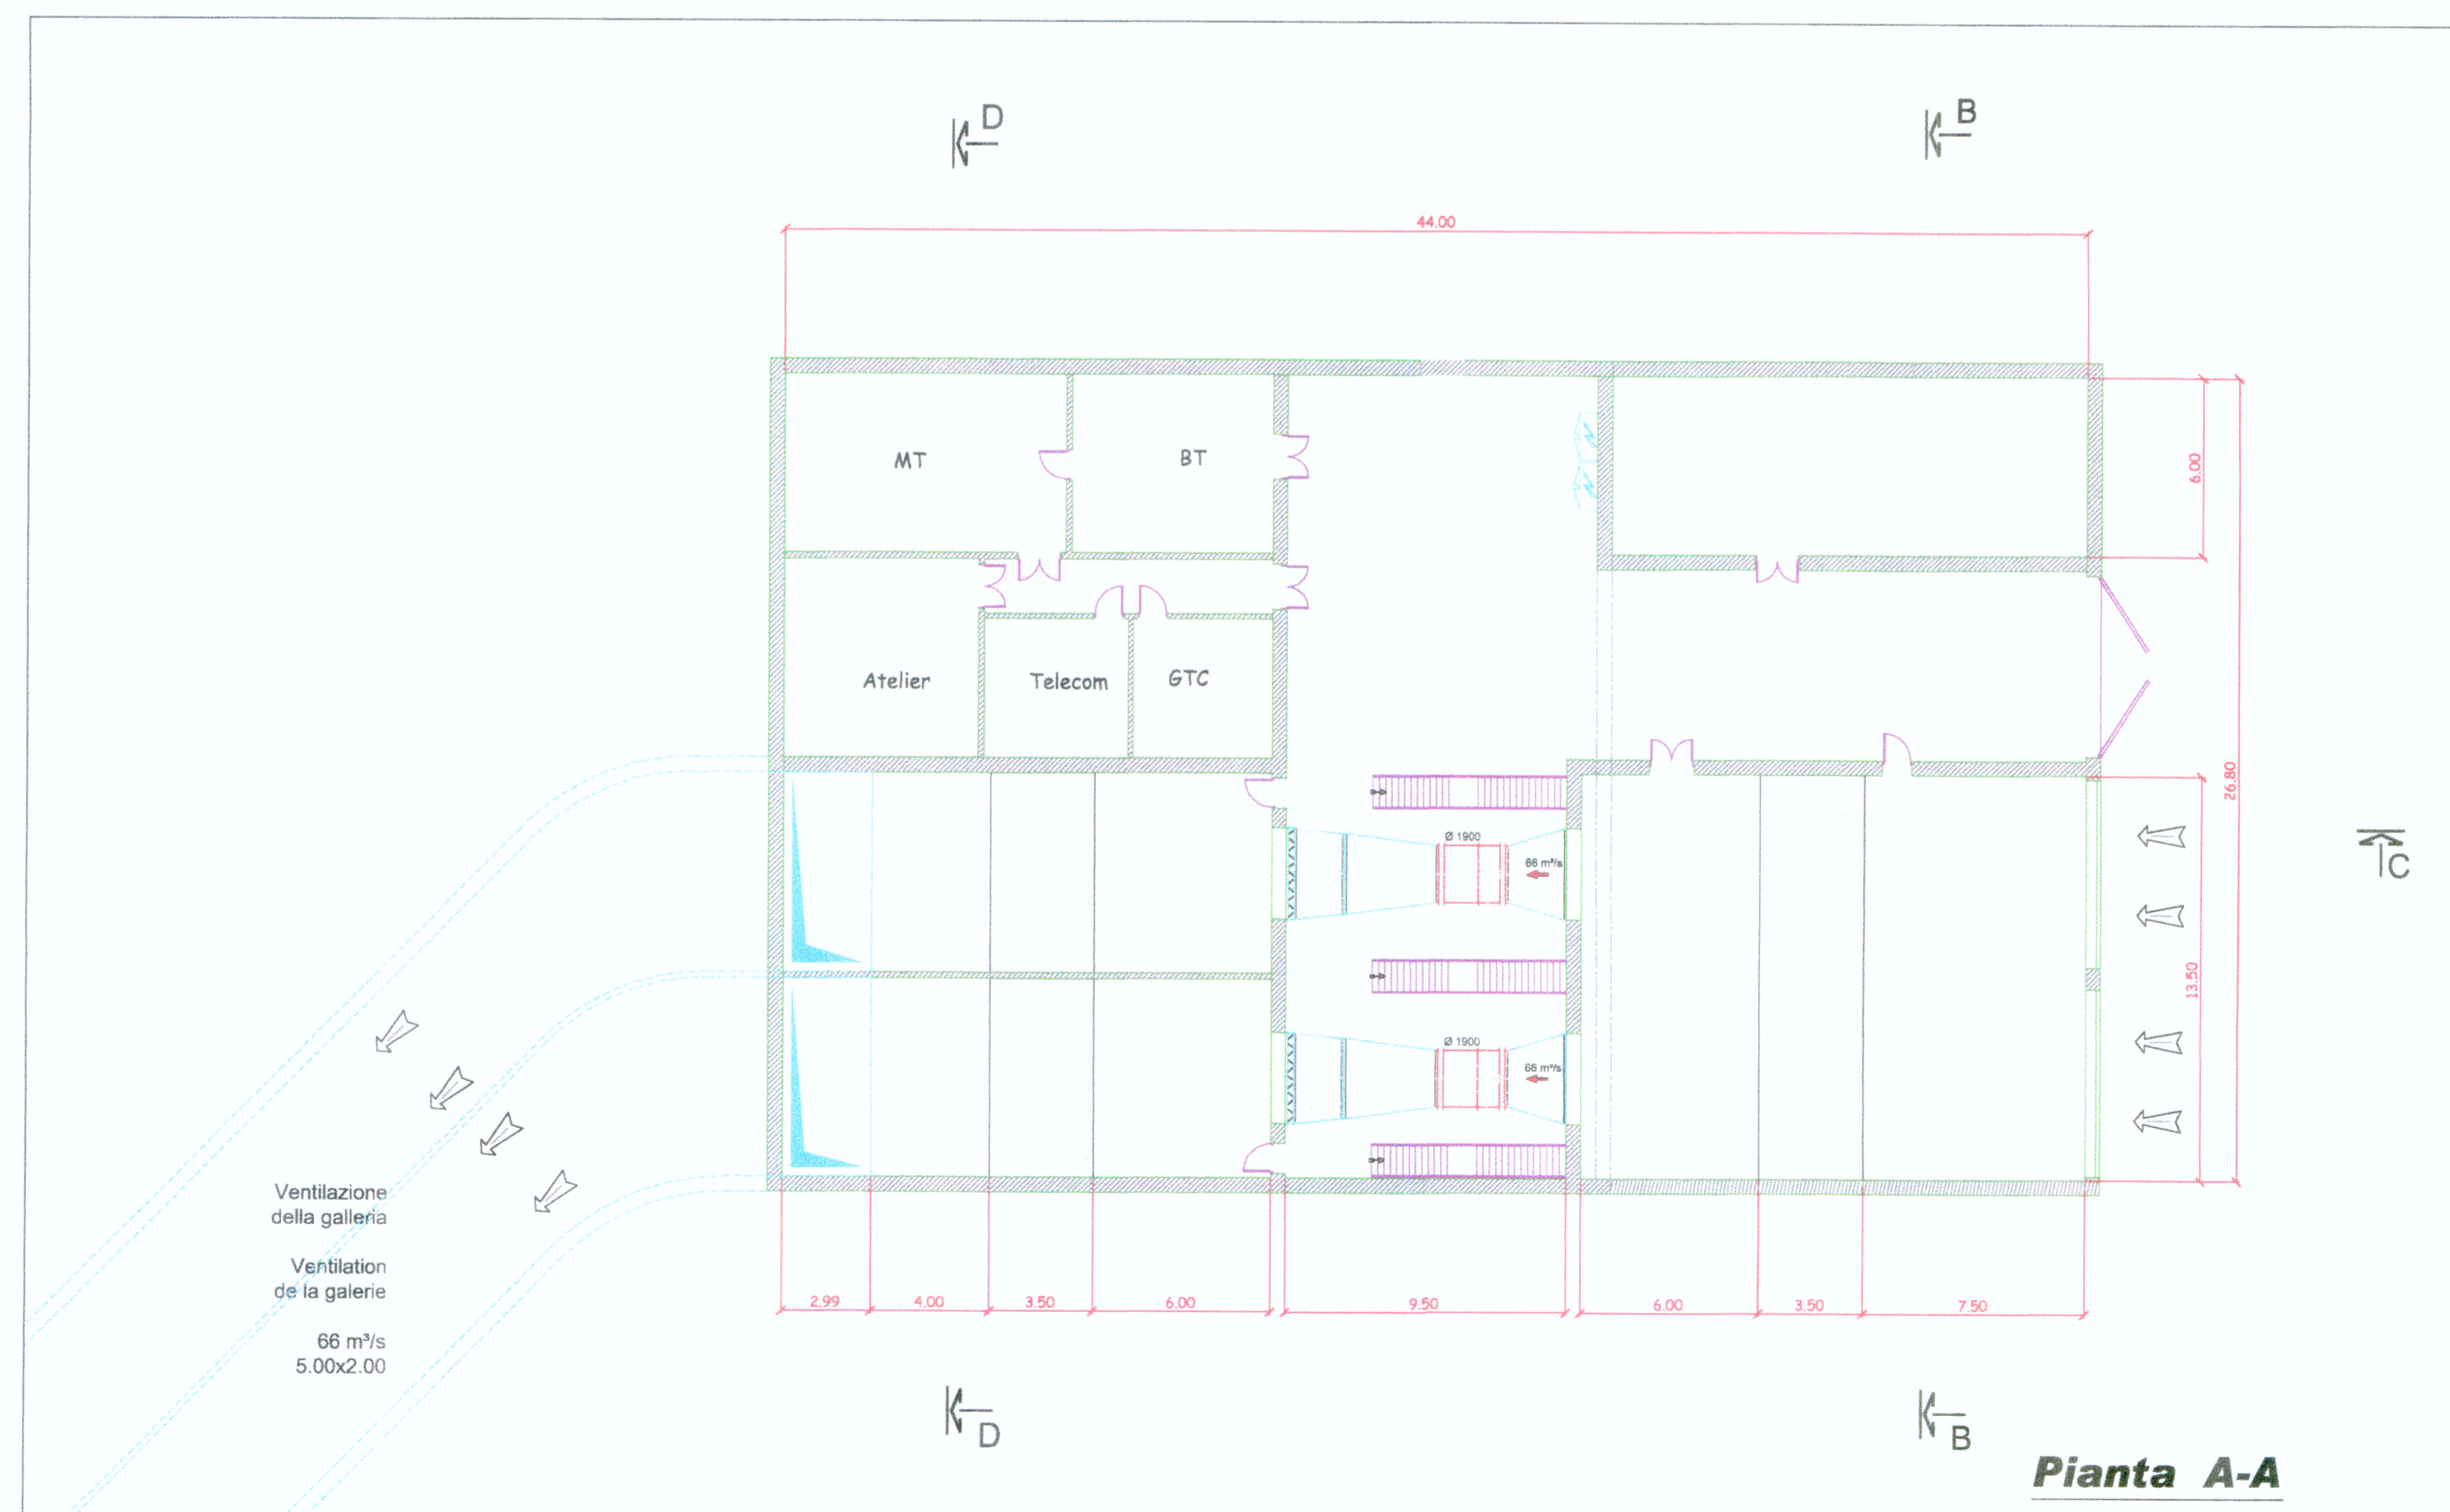 D
B
44.00
MT
BT
6.00
Atelier
Telecom
GTC
26.80
Ø 1900
66 m³/s
C
13.50
Ø 1900
66 m³/s
Ventilazione
della galleria
Ventilation
de la galerie
66 m³/s
5.00x2.00
2.99
4.00
3.50
6.00
9.50
6.00
3.50
7.50
D
B
Pianta A-A